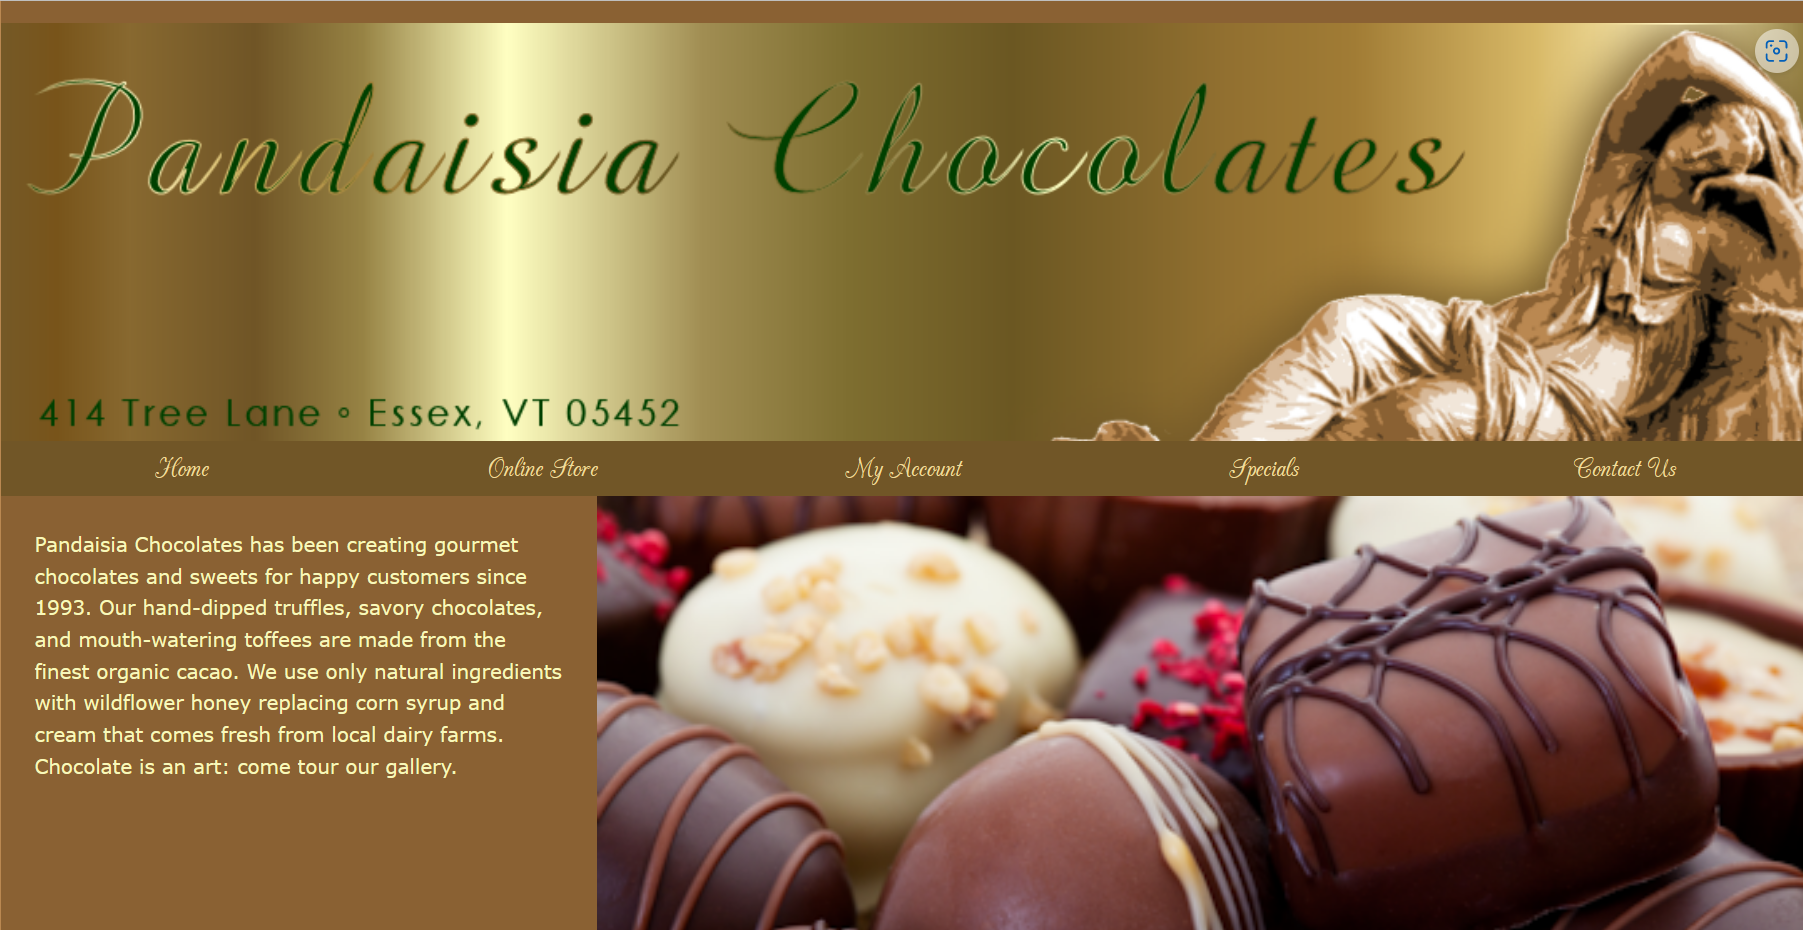 Pandaisia Chocolates
414 Tree Lane ◦ Essex, VT 05452
Home Online Store My Account Specials Contact Us
Pandaisia Chocolates has been creating gourmet
chocolates and sweets for happy customers since
1993. Our hand-dipped truffles, savory chocolates,
and mouth-watering toffees are made from the
finest organic cacao. We use only natural ingredients
with wildflower honey replacing corn syrup and
cream that comes fresh from local dairy farms.
Chocolate is an art: come tour our gallery.